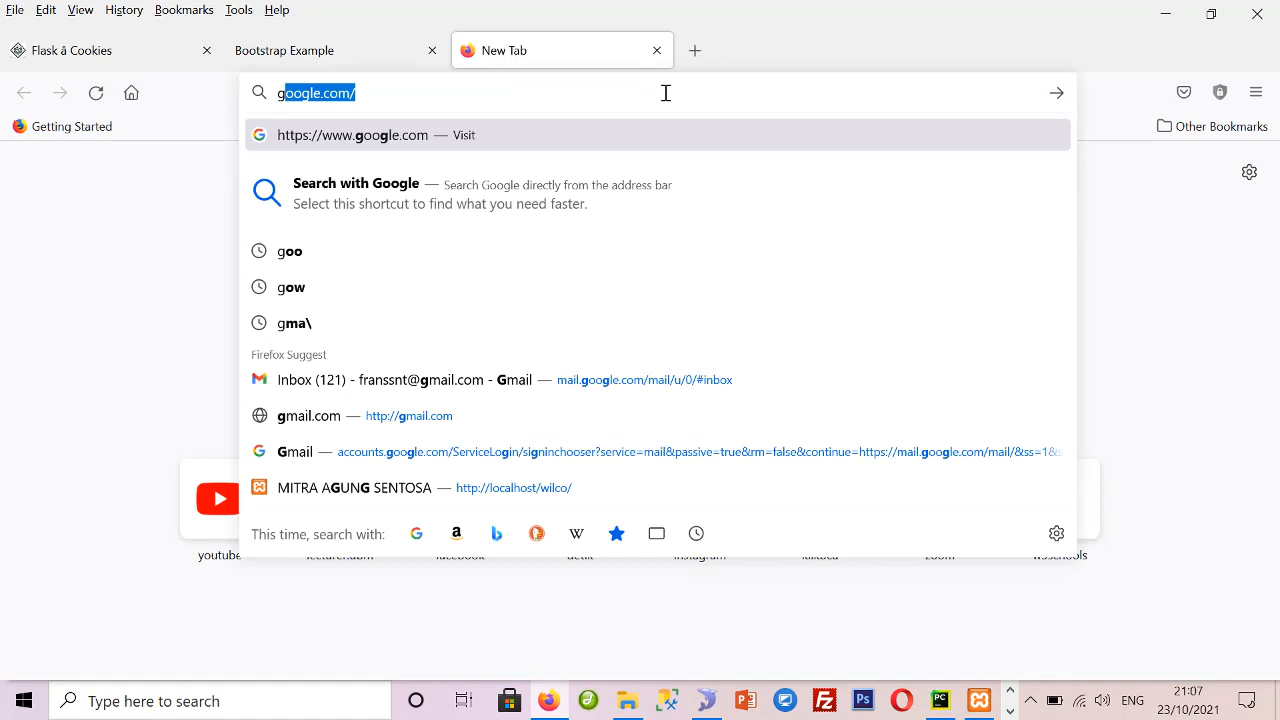 File Edit View History Bookmarks Tools Help
Flask â Cookies
Bootstrap Example
New Tab
google.com/
Getting Started
Other Bookmarks
https://www.google.com — Visit
Search with Google — Search Google directly from the address bar
Select this shortcut to find what you need faster.
goo
gow
gma\
Firefox Suggest
Inbox (121) - franssnt@gmail.com - Gmail — mail.google.com/mail/u/0/#inbox
gmail.com — http://gmail.com
Gmail — accounts.google.com/ServiceLogin/signinchooser?service=mail&passive=true&rm=false&continue=https://mail.google.com/mail/&ss=1&s
MITRA AGUNG SENTOSA — http://localhost/wilco/
This time, search with:
youtube lecturer.ubm facebook detik instagram klikbca zoom w3schools
Type here to search
ENG
21:07
23/10/2021